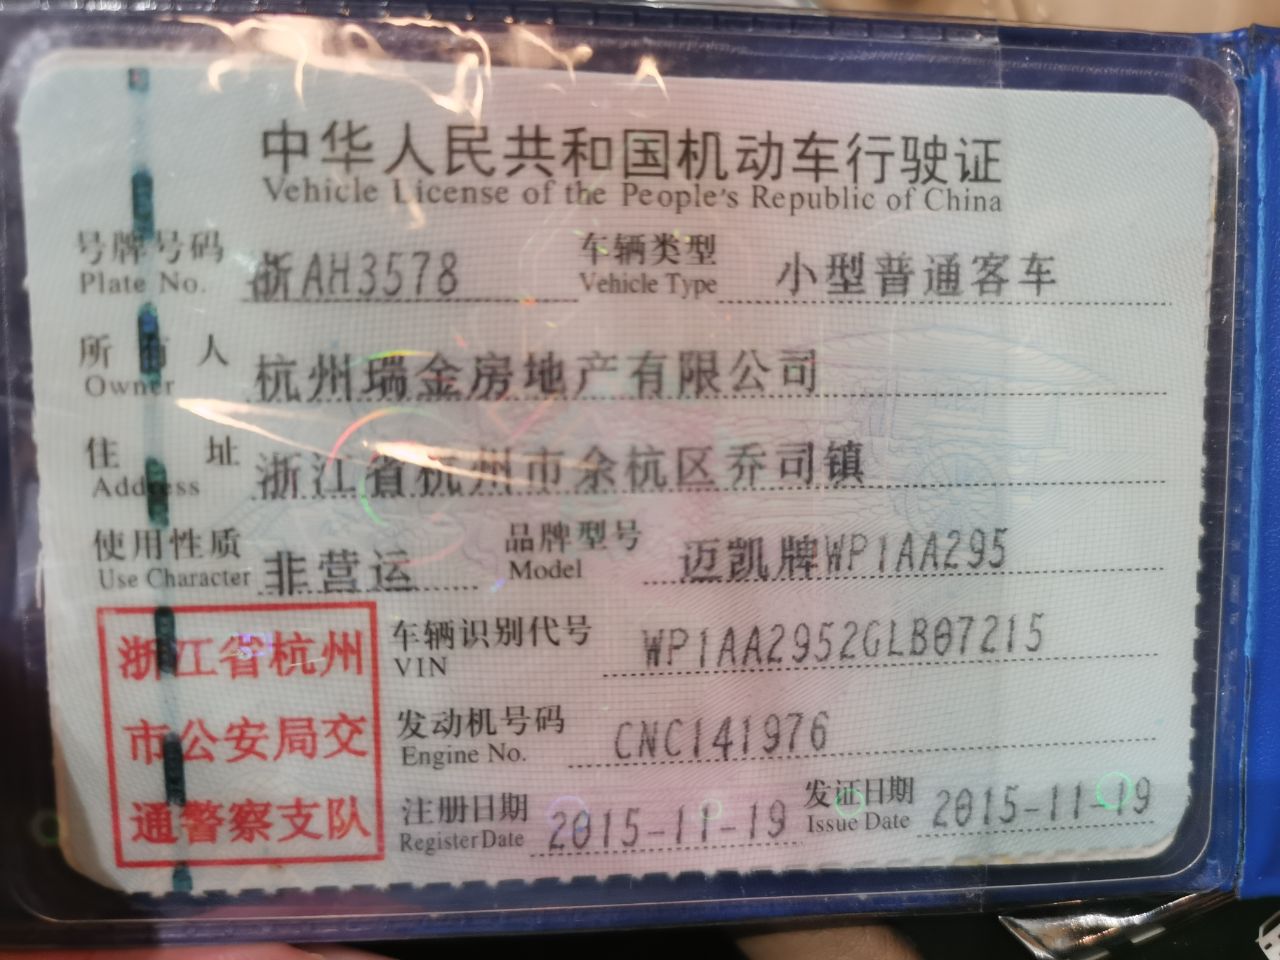 中华人民共和国机动车行驶证
Vehicle License of the People's Republic of China
号牌号码 浙AH3578 车辆类型 小型普通客车
Plate No. Vehicle Type
所有人 杭州瑞金房地产有限公司
Owner
住址 浙江省杭州市余杭区乔司镇
Address
使用性质 非营运 品牌型号 迈凯牌WP1AA295
Use Character Model
浙江省杭州
市公安局交
通警察支队
车辆识别代号 WP1AA2952GLB07215
VIN
发动机号码 CNC141976
Engine No.
注册日期 2015-11-19 发证日期 2015-11-19
Register Date Issue Date